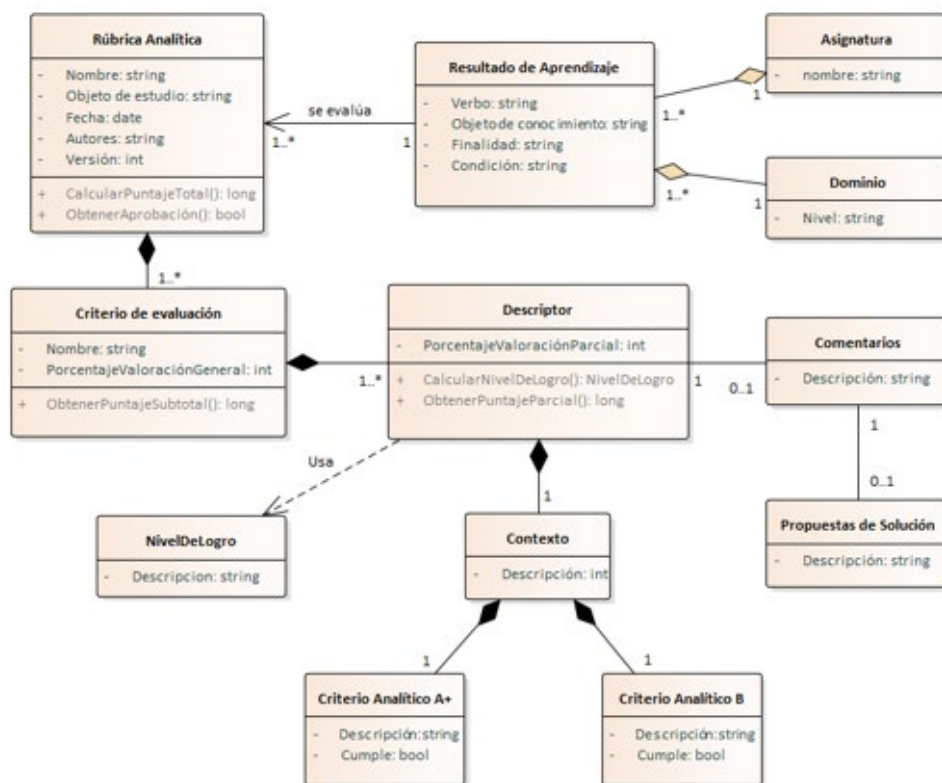 Rúbrica Analítica
- Nombre: string
- Objeto de estudio: string
- Fecha: date
- Autores: string
- Versión: int
+ CalcularPuntajeTotal(): long
+ ObtenerAprobación(): bool
se evalúa
1..*
1
Resultado de Aprendizaje
- Verbo: string
- Objeto de conocimiento: string
- Finalidad: string
- Condición: string
1..*
1
Asignatura
- nombre: string
1..*
1
Dominio
- Nivel: string
1..*
Criterio de evaluación
- Nombre: string
- PorcentajeValoraciónGeneral: int
+ ObtenerPuntajeSubtotal(): long
1..*
Descriptor
- PorcentajeValoraciónParcial: int
+ CalcularNivelDeLogro(): NivelDeLogro
+ ObtenerPuntajeParcial(): long
1
0..1
Comentarios
- Descripción: string
1
0..1
Usa
1
NivelDeLogro
- Descripcion: string
Contexto
- Descripción: int
Propuestas de Solución
- Descripción: string
1
1
Criterio Analítico A+
- Descripción:string
- Cumple: bool
Criterio Analítico B
- Descripción:string
- Cumple: bool